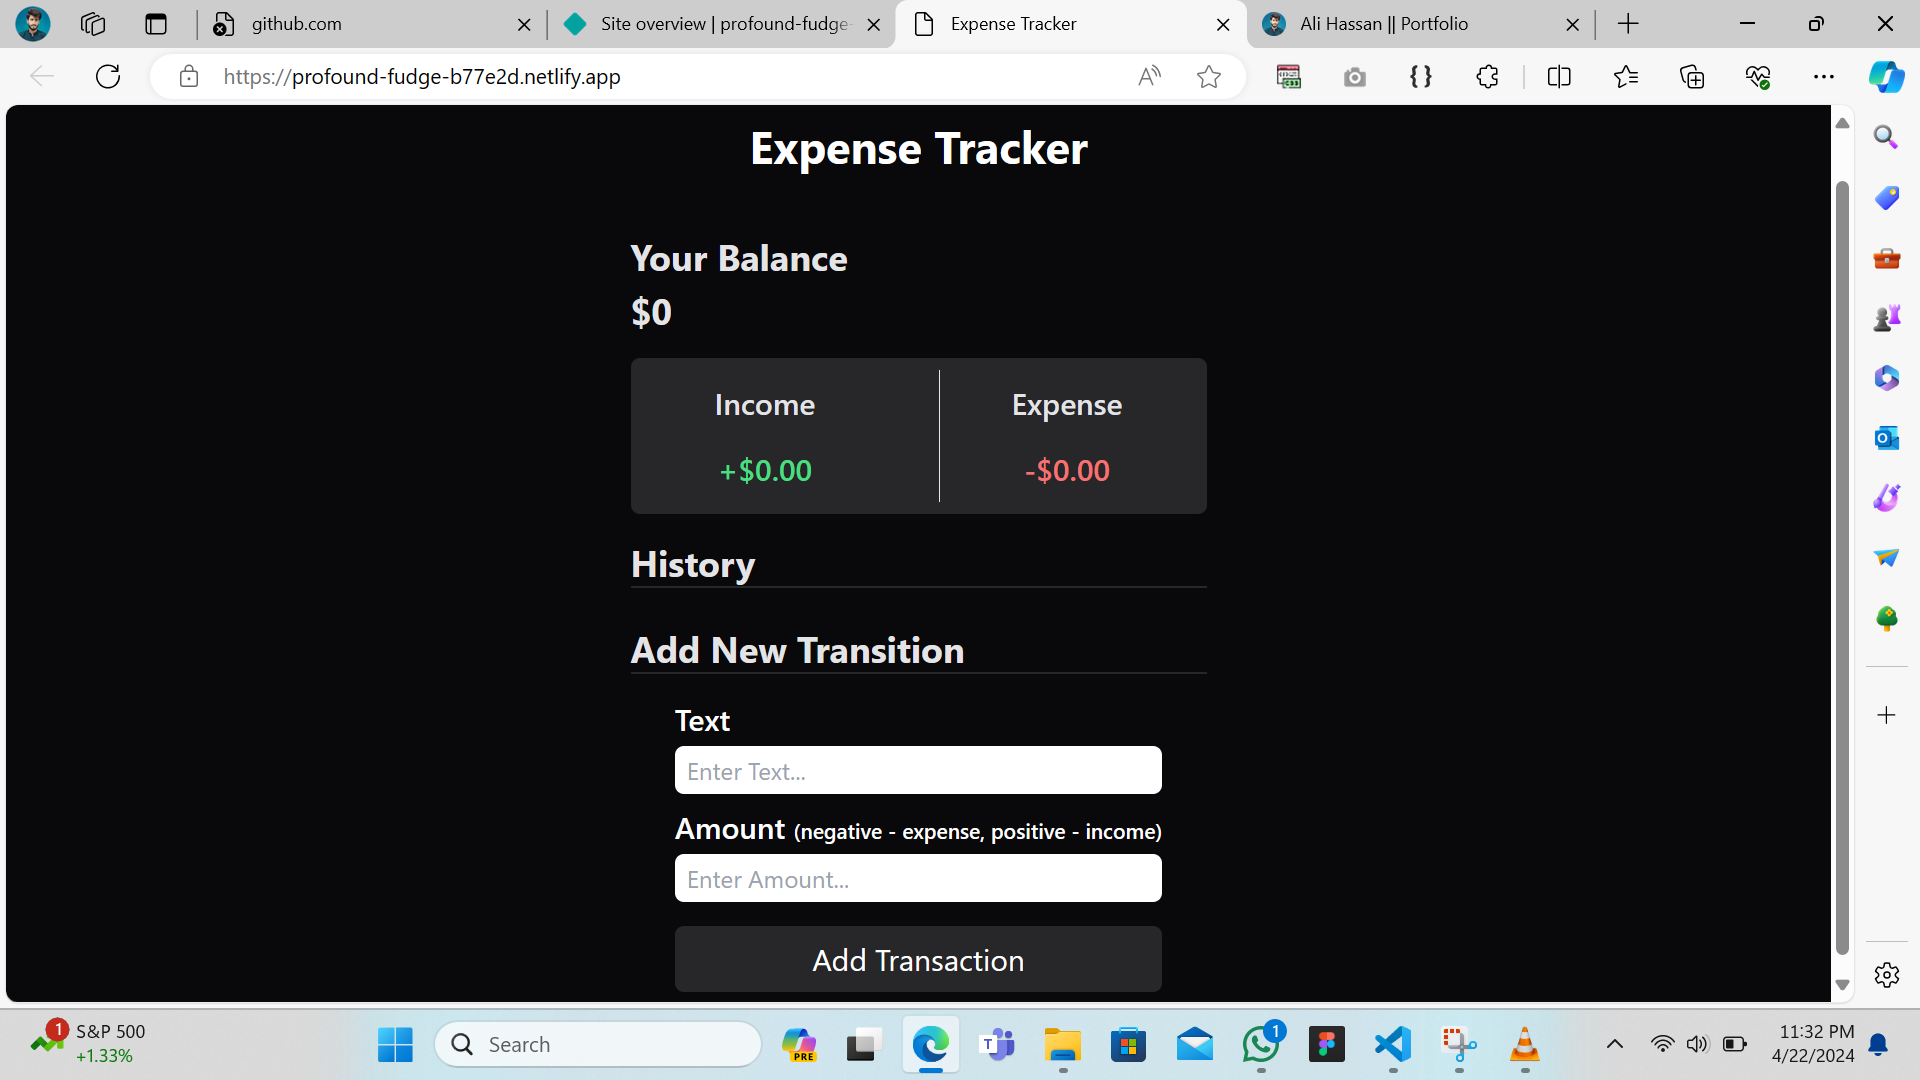 github.com
Site overview | profound-fudge-
Expense Tracker
Ali Hassan || Portfolio
https://profound-fudge-b77e2d.netlify.app
Expense Tracker
Your Balance
$0
Income
Expense
+$0.00
-$0.00
History
Add New Transition
Text
Enter Text...
Amount (negative - expense, positive - income)
Enter Amount...
Add Transaction
1
S&P 500
+1.33%
Search
PRE
1
11:32 PM
4/22/2024